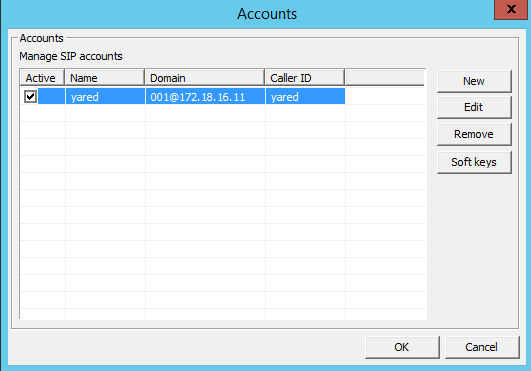 Accounts
x
Accounts
Manage SIP accounts
Active Name Domain Caller ID
yared 001@172.18.16.11 yared
New
Edit
Remove
Soft keys
OK Cancel